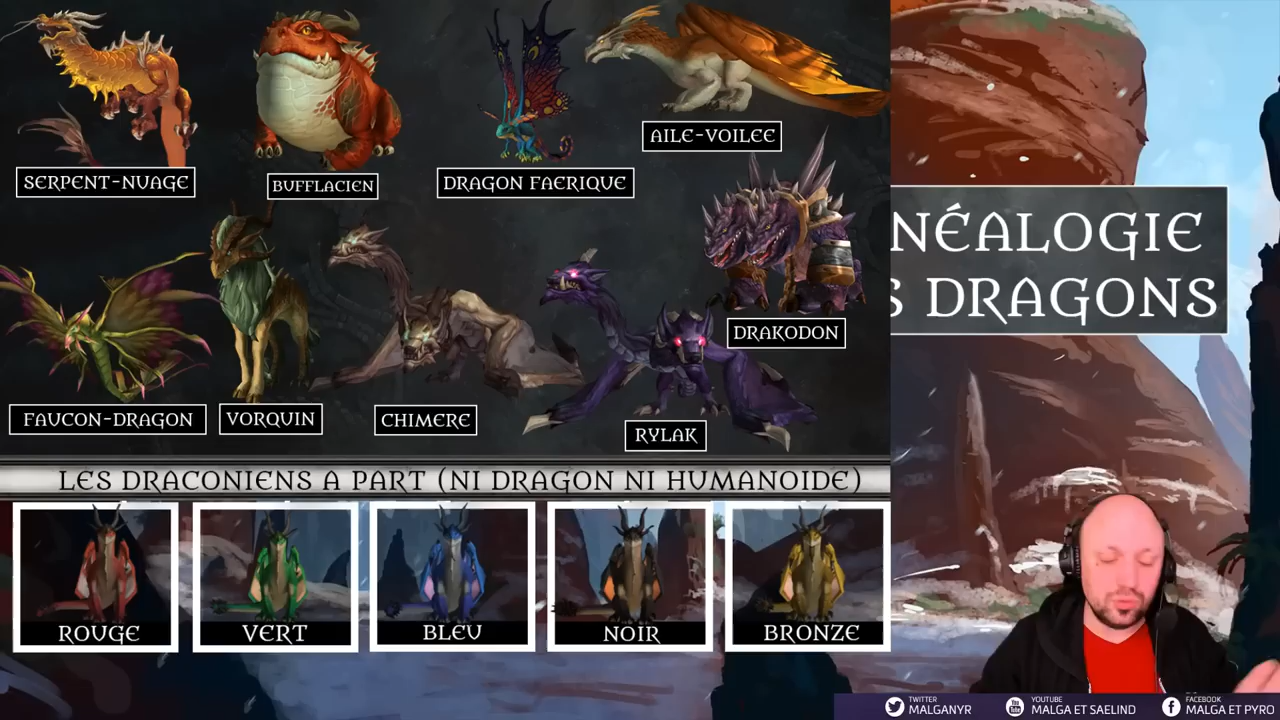 AILE-VOILEE
SERPENT-NUAGE
BUFFLACIEN
DRAGON FAERIQUE
NÉALOGIE
S DRAGONS
DRAKODON
FAUCON-DRAGON
VORQUIN
CHIMERE
RYLAK
LES DRACONIENS A PART (NI DRAGON NI HUMANOIDE)
ROUGE
VERT
BLEU
NOIR
BRONZE
TWITTER
MALGANYR
YOUTUBE
MALGA ET SAELIND
FACEBOOK
MALGA ET PYRO